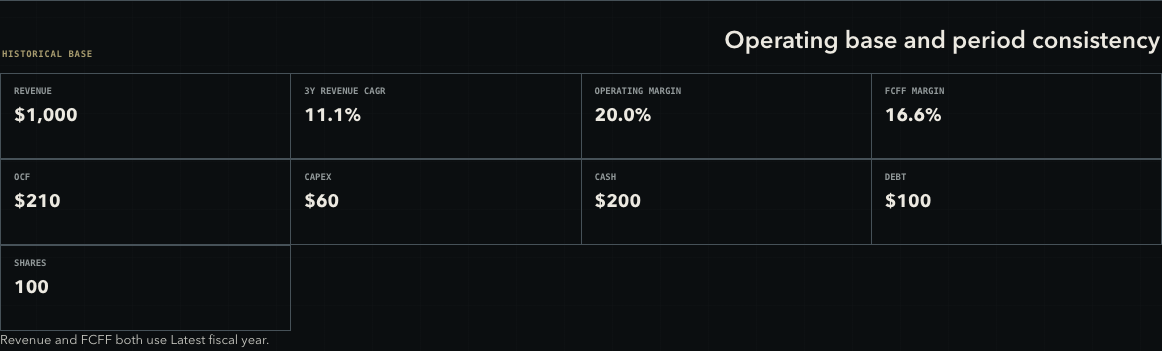 HISTORICAL BASE
Operating base and period consistency
REVENUE
$1,000
3Y REVENUE CAGR
11.1%
OPERATING MARGIN
20.0%
FCFF MARGIN
16.6%
OCF
$210
CAPEX
$60
CASH
$200
DEBT
$100
SHARES
100
Revenue and FCFF both use Latest fiscal year.